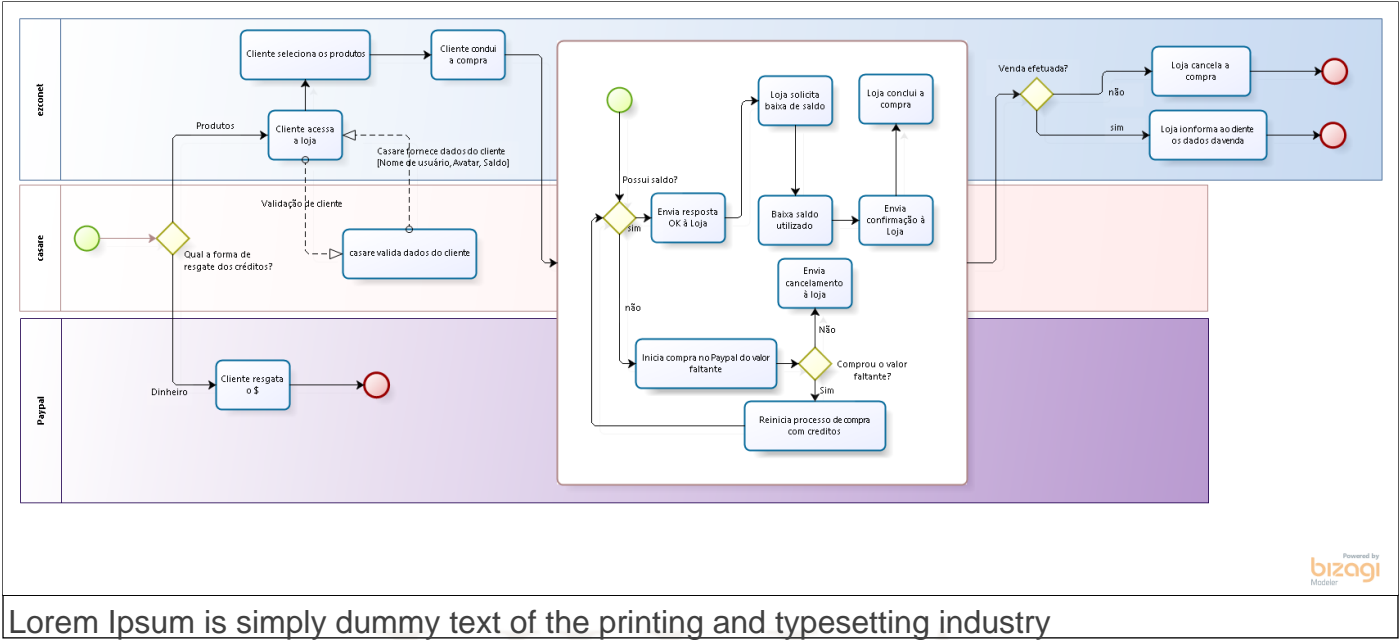 ezconet
Cliente seleciona os produtos
Cliente condui
a compra
Produtos
Cliente acessa
a loja
Casare fornece dados do cliente
[Nome de usuário, Avatar, Saldo]
Validação de cliente
casare
Qual a forma de
resgate dos créditos?
casare valida dados do cliente
Paypal
Dinheiro
Cliente resgata
o $
Possui saldo?
sim
Envia resposta
OK à Loja
Loja solicita
baixa de saldo
Baixa saldo
utilizado
Envia
confirmação à
Loja
Loja conclui a
compra
não
Inicia compra no Paypal do valor
faltante
Envia
cancelamento
à loja
Não
Comprou o valor
faltante?
Sim
Reinicia processo de compra
com creditos
Venda efetuada?
não
Loja cancela a
compra
sim
Loja ionforma ao diente
os dados da venda
Powered by
bizagi
Modeler
Lorem Ipsum is simply dummy text of the printing and typesetting industry